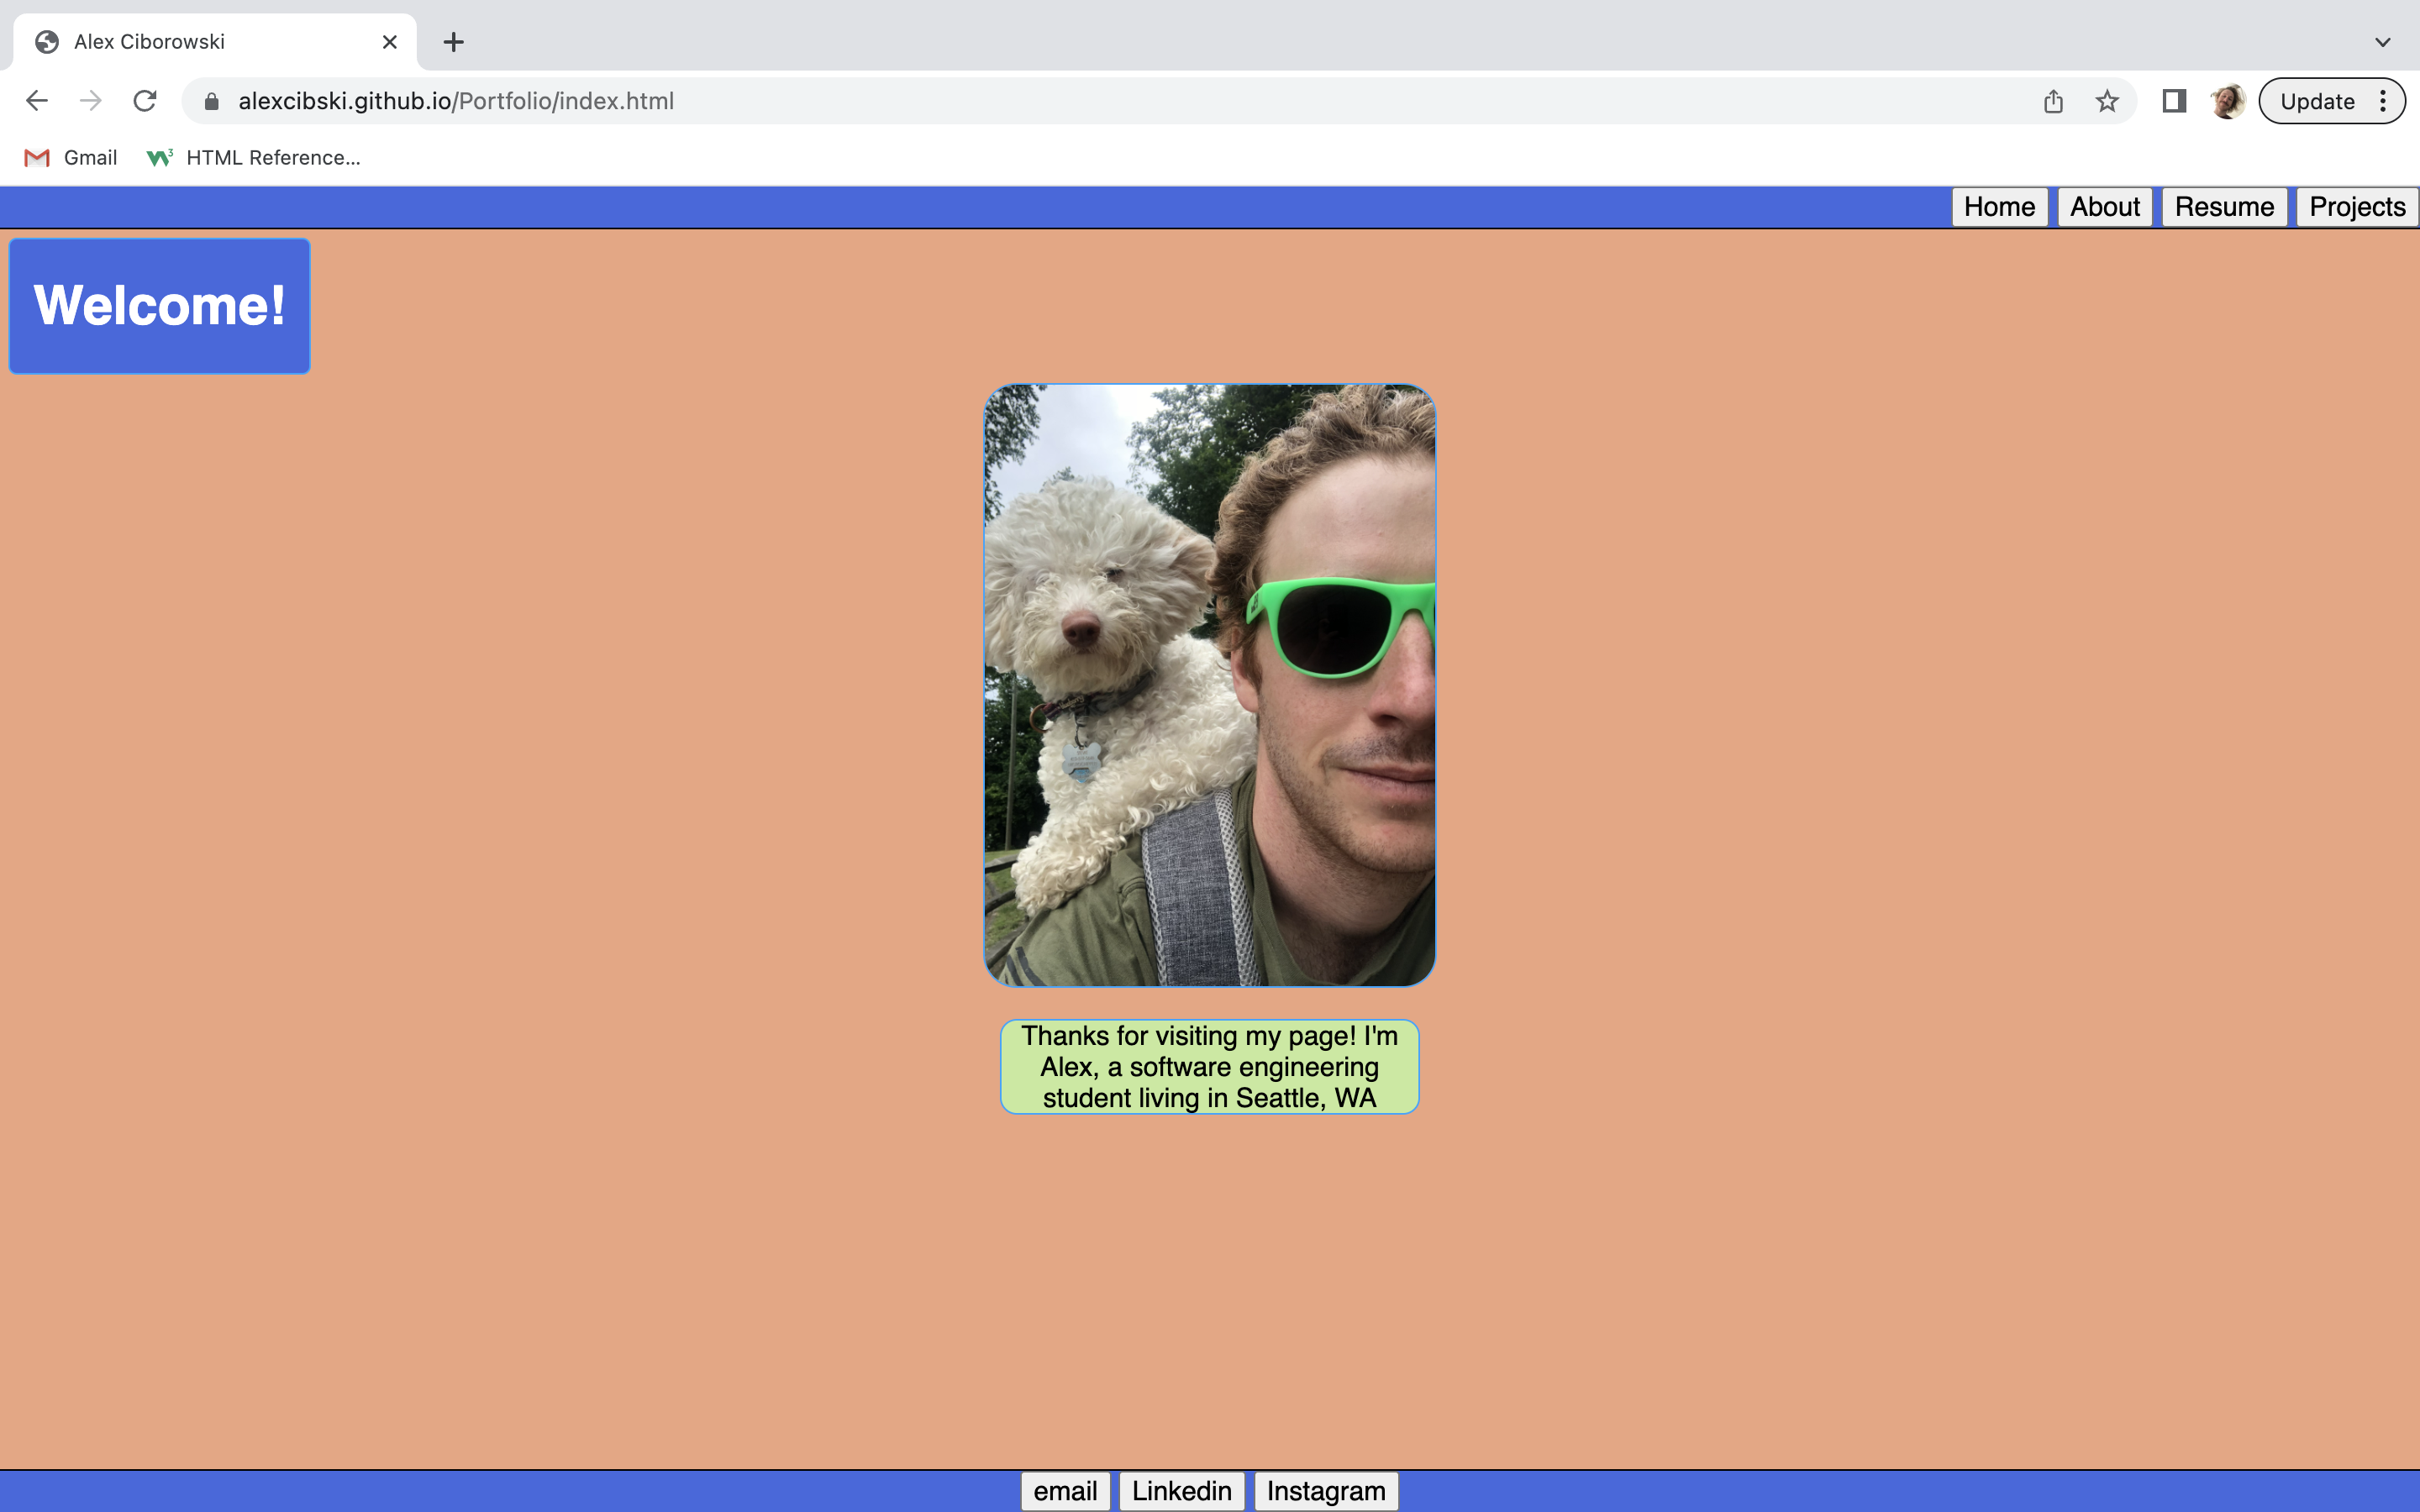 Alex Ciborowski
alexcibski.github.io/Portfolio/index.html
Update
Gmail
HTML Reference...
Home About Resume Projects
Welcome!
Thanks for visiting my page! I'm
Alex, a software engineering
student living in Seattle, WA
email Linkedin Instagram